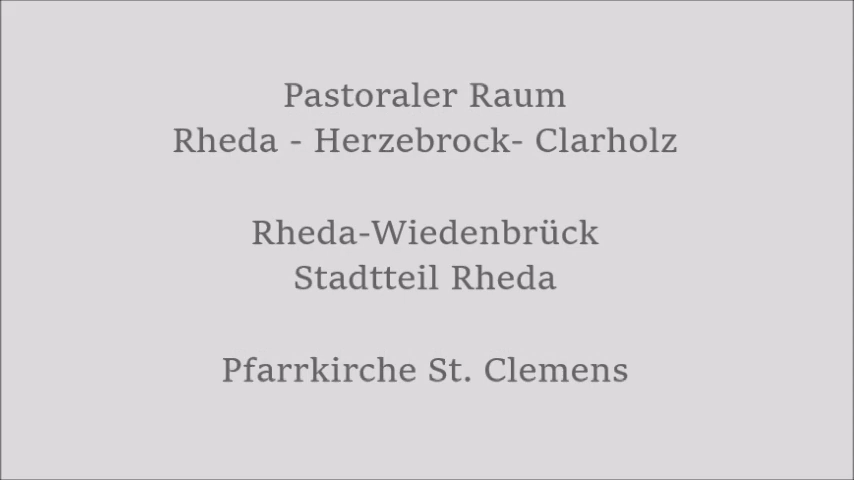 Pastoraler Raum
Rheda - Herzebrock- Clarholz
Rheda-Wiedenbrück
Stadtteil Rheda
Pfarrkirche St. Clemens